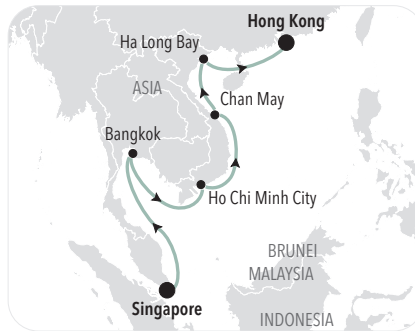 Hong Kong
Ha Long Bay
ASIA
Chan May
Bangkok
Ho Chi Minh City
BRUNEI
MALAYSIA
Singapore
INDONESIA